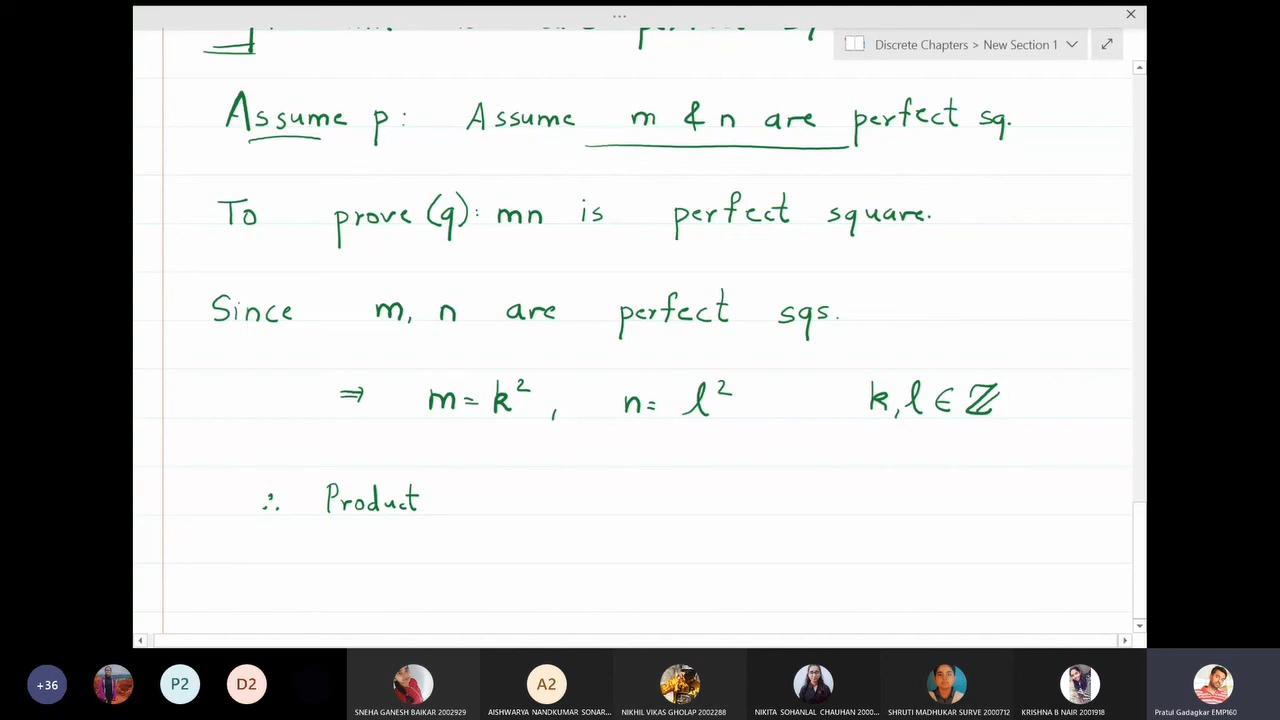 Discrete Chapters > New Section 1
Assume p: Assume m & n are perfect sq.
To prove (q): mn is perfect square.
Since m, n are perfect sqs.
⇒ m = k², n = l² k, l ∈ ℤ
∴ Product
+36 P2 D2 A2
SNEHA GANESH BAIKAR 2002929 AISHWARYA NANDKUMAR SONAR... NIKHIL VIKAS GHOLAP 2002288 NIKITA SOHANLAL CHAUHAN 2000... SHRUTI MADHUKAR SURVE 2000712 KRISHNA B NAIR 2001918 Pratul Gadagkar EMP160